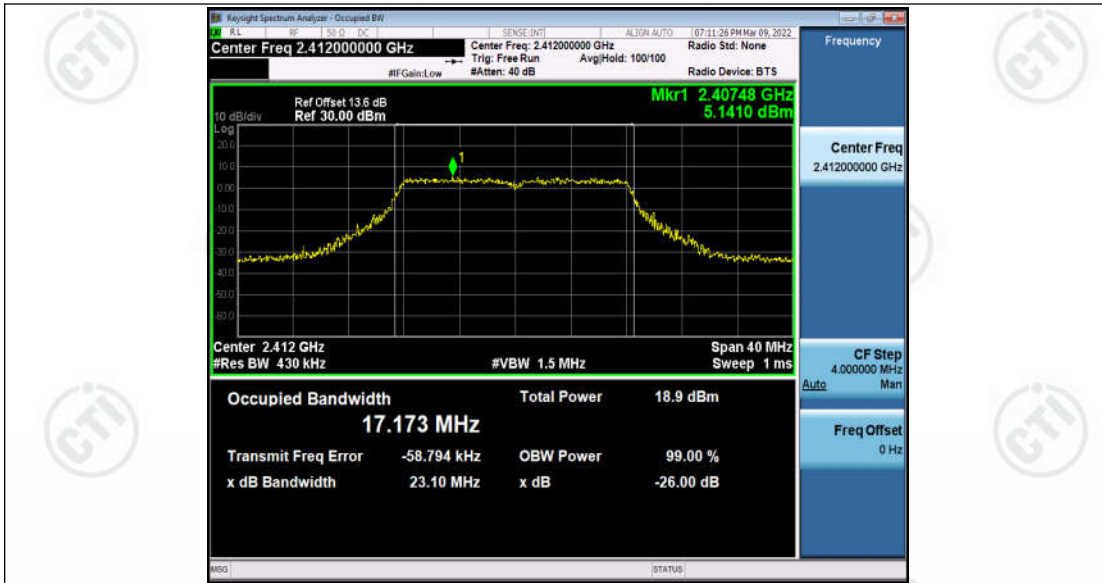 Keysight Spectrum Analyzer - Occupied BW
RL RF 50 Ω DC SENSE:INT ALIGN AUTO 07:11:26 PM Mar 09, 2022
Center Freq 2.412000000 GHz
Center Freq: 2.412000000 GHz Radio Std: None
Trig: Free Run Avg|Hold: 100/100
#IFGain:Low #Atten: 40 dB Radio Device: BTS
Frequency
Ref Offset 13.6 dB
10 dB/div Ref 30.00 dBm
Mkr1 2.40748 GHz
5.1410 dBm
Log
20.0
10.0
0.00
-10.0
-20.0
-30.0
-40.0
-50.0
-60.0
1
Center 2.412 GHz Span 40 MHz
#Res BW 430 kHz #VBW 1.5 MHz Sweep 1 ms
Center Freq
2.412000000 GHz
CF Step
4.000000 MHz
Auto Man
Freq Offset
0 Hz
Occupied Bandwidth Total Power 18.9 dBm
17.173 MHz
Transmit Freq Error -58.794 kHz OBW Power 99.00 %
x dB Bandwidth 23.10 MHz x dB -26.00 dB
MSG STATUS
CTI
CTI
CTI
CTI